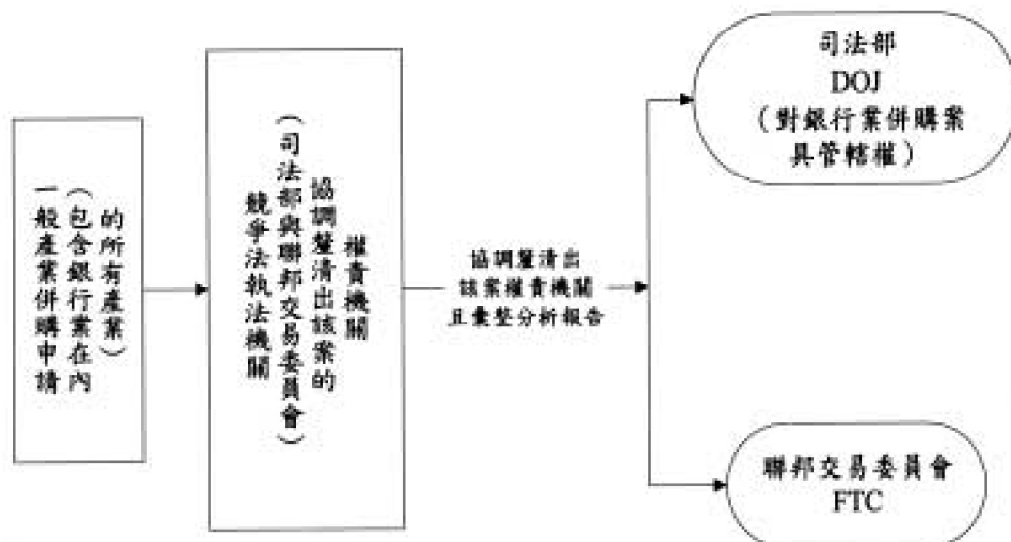 一般產業併購申請
（包含銀行業在內
的所有產業）
競爭法執法機關
（司法部與聯邦交易委員會）
協調釐清出該案的
權責機關
協調釐清出
該案權責機關
且彙整分析報告
司法部
DOJ
（對銀行業併購案
具管轄權）
聯邦交易委員會
FTC